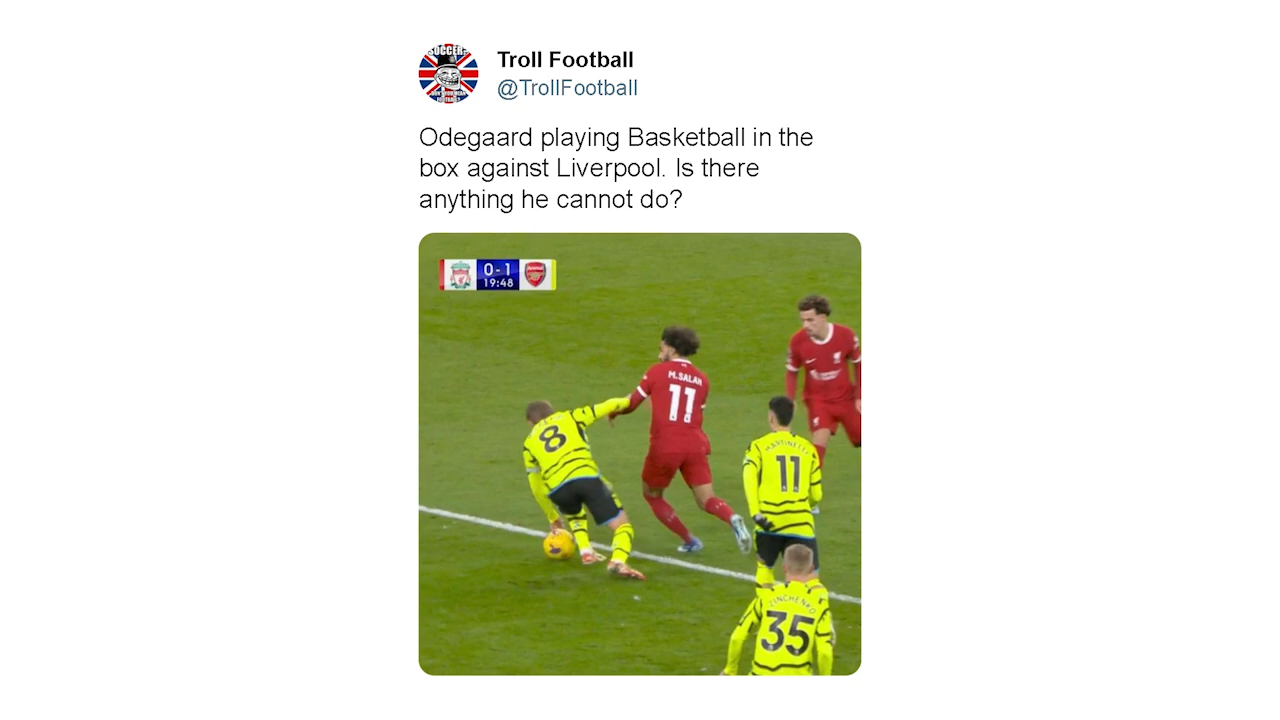 SOCCER?
Troll Football
@TrollFootball
Odegaard playing Basketball in the
box against Liverpool. Is there
anything he cannot do?
0-1
19:48
M.SALAH
11
8
MARTINELLI
11
ZINCHENKO
35